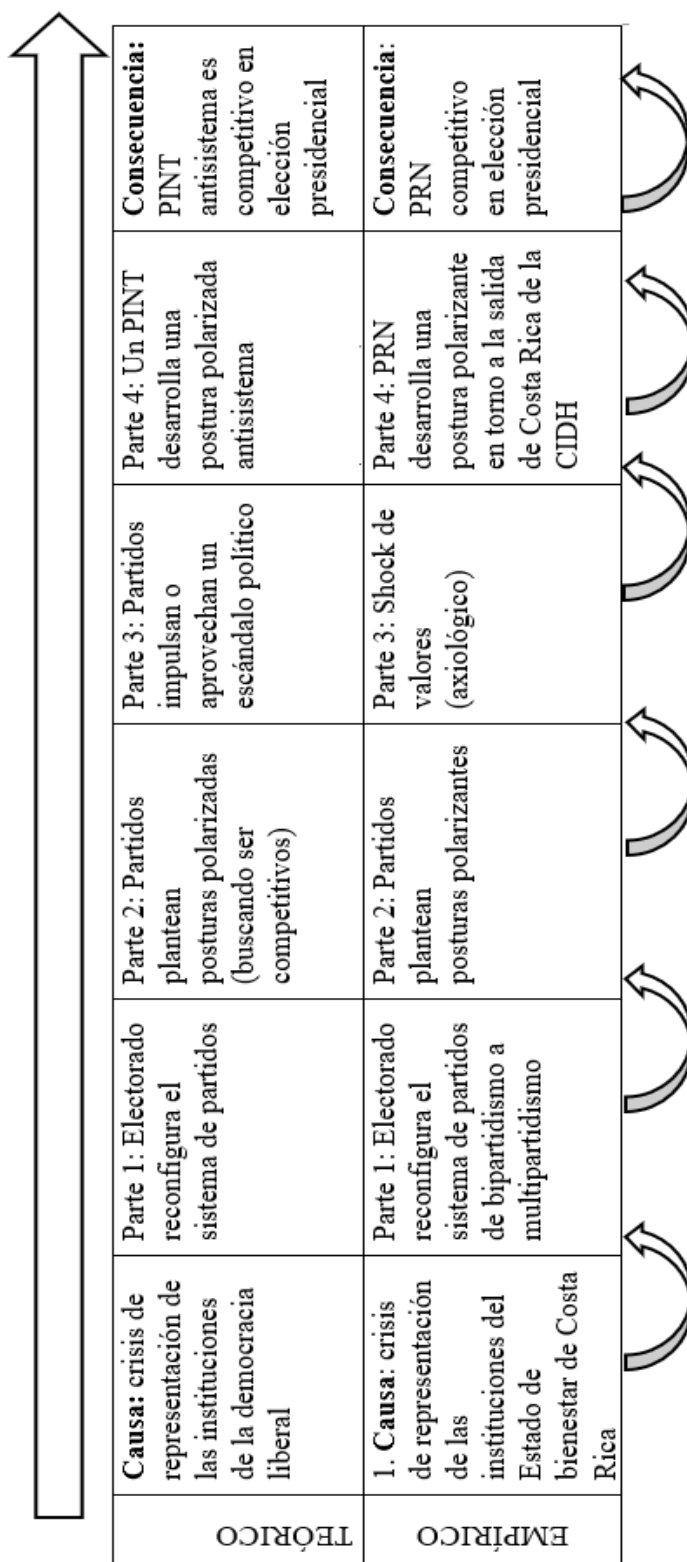 TEÓRICO
Causa: crisis de
representación de
las instituciones
de la democracia
liberal
Parte 1: Electorado
reconfigura el
sistema de partidos
Parte 2: Partidos
plantean
posturas polarizadas
(buscando ser
competitivos)
Parte 3: Partidos
impulsan o
aprovechan un
escándalo político
Parte 4: Un PINT
desarrolla una
postura polarizada
antisistema
Consecuencia:
PINT
antisistema es
competitivo en
elección
presidencial
EMPÍRICO
1. Causa: crisis
de representación
de las
instituciones del
Estado de
bienestar de Costa
Rica
Parte 1: Electorado
reconfigura el
sistema de partidos
de bipartidismo a
multipartidismo
Parte 2: Partidos
plantean
posturas polarizantes
Parte 3: Shock de
valores
(axiológico)
Parte 4: PRN
desarrolla una
postura polarizante
en torno a la salida
de Costa Rica de la
CIDH
Consecuencia:
PRN
competitivo
en elección
presidencial